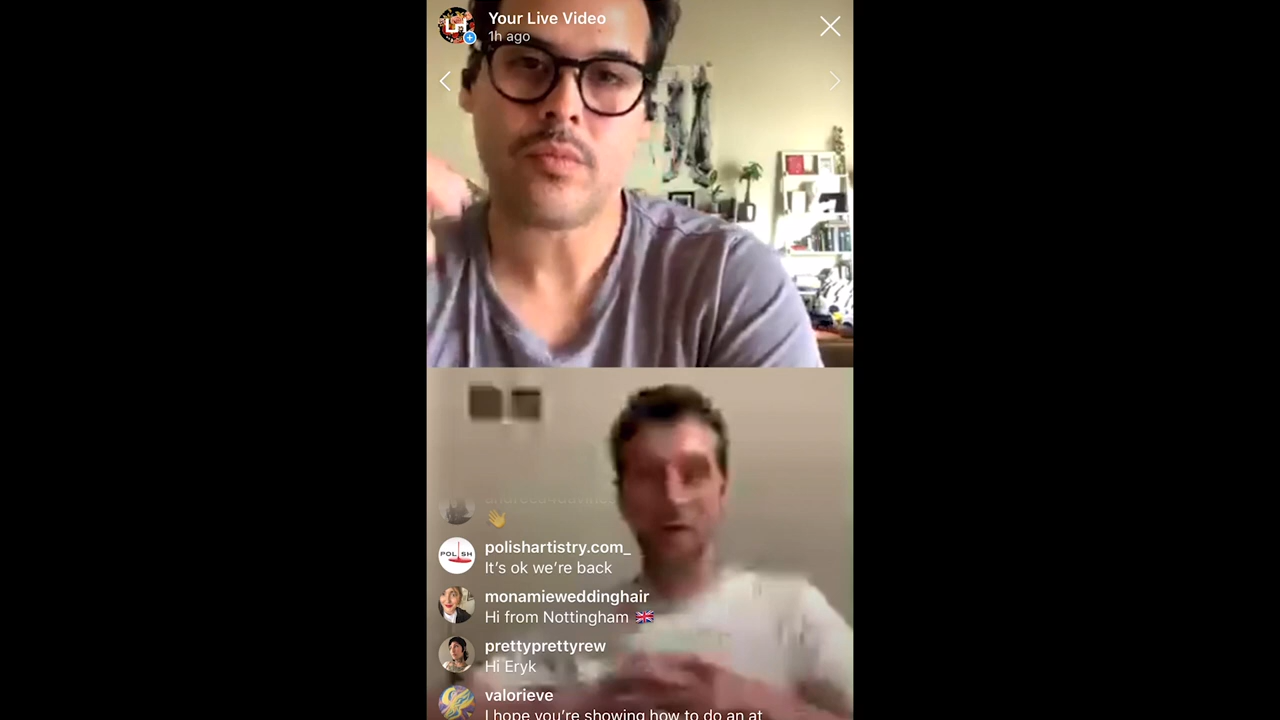 Your Live Video
1h ago
polishartistry.com_
It’s ok we’re back
monamieweddinghair
Hi from Nottingham 🇬🇧
prettyprettyrew
Hi Eryk
valorieve
I hope you’re showing how to do an at
POLISH